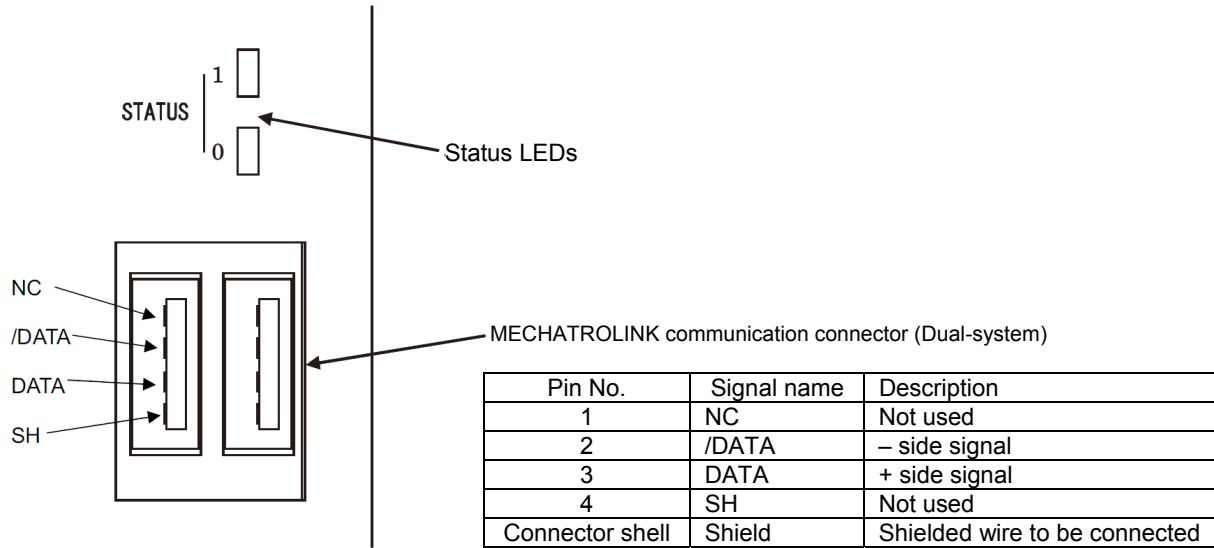 1
STATUS
0
Status LEDs
NC
/DATA
DATA
SH
MECHATROLINK communication connector (Dual-system)
Pin No. Signal name Description
1 NC Not used
2 /DATA – side signal
3 DATA + side signal
4 SH Not used
Connector shell Shield Shielded wire to be connected